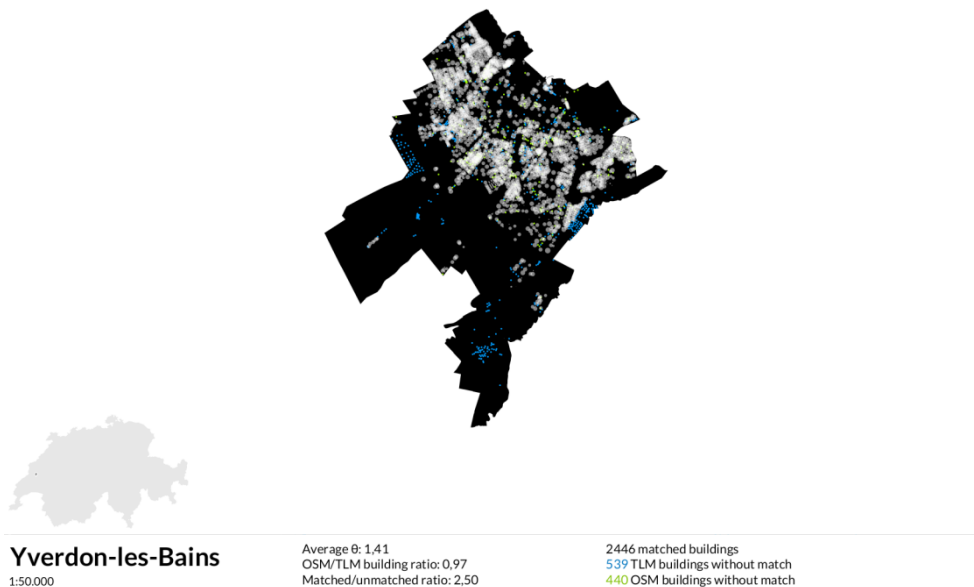 Yverdon-les-Bains
1:50.000
Average θ: 1,41
OSM/TLM building ratio: 0,97
Matched/unmatched ratio: 2,50
2446 matched buildings
539 TLM buildings without match
440 OSM buildings without match